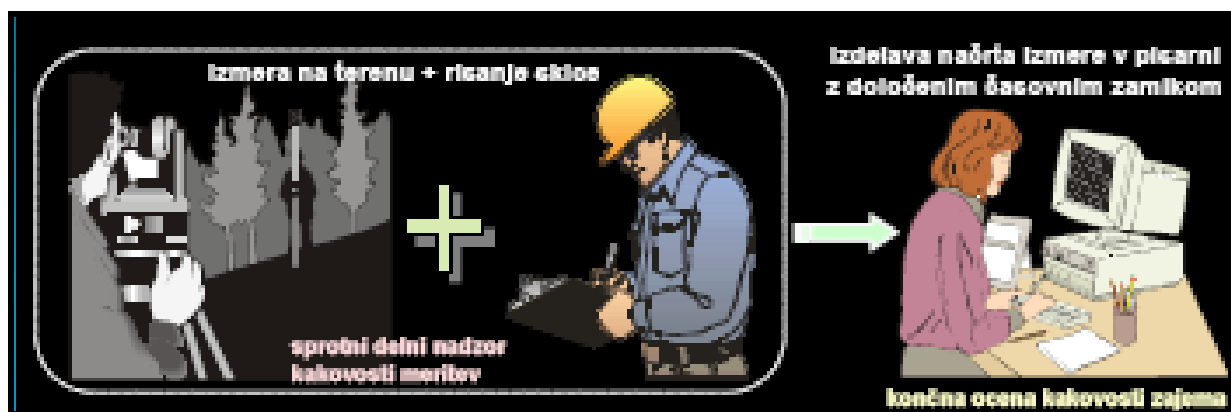 izmera na terenu + risanje skice
izdelava načrta izmere v pisarni
z določenim časovnim zamikom
sprotni delni nadzor
kakovosti meritev
končna ocena kakovosti zajema